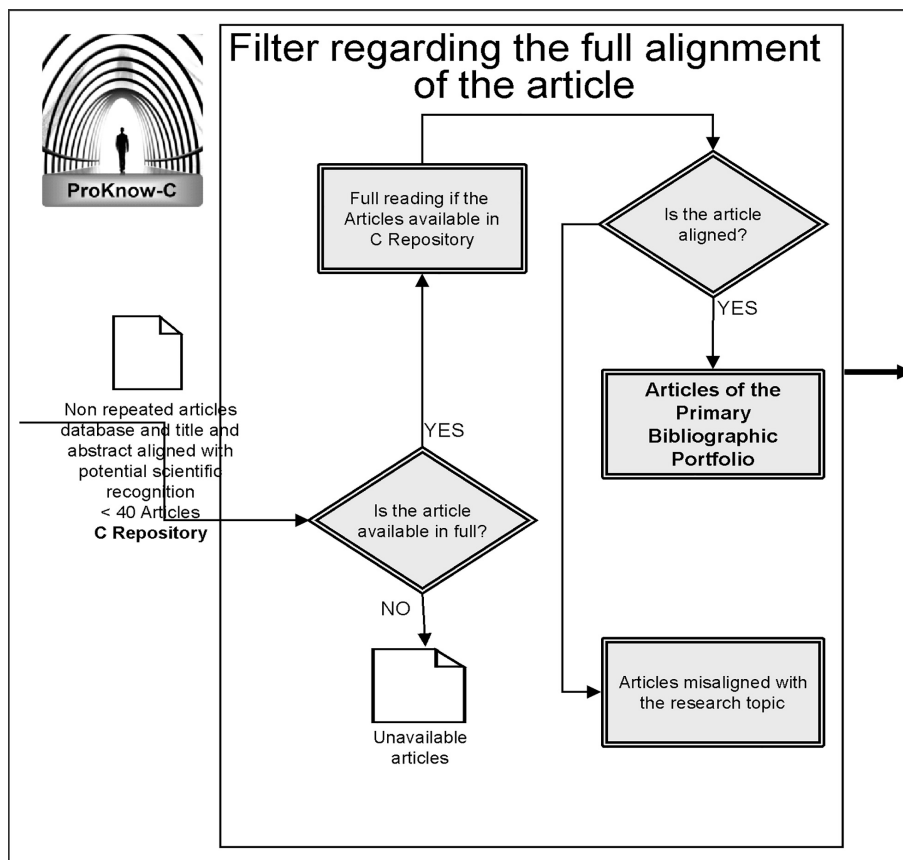 Filter regarding the full alignment
of the article
ProKnow-C
Full reading if the
Articles available in
C Repository
Is the article
aligned?
YES
Non repeated articles
database and title and
abstract aligned with
potential scientific
recognition
< 40 Articles
C Repository
YES
Articles of the
Primary
Bibliographic
Portfolio
Is the article
available in full?
NO
Unavailable
articles
Articles misaligned with
the research topic